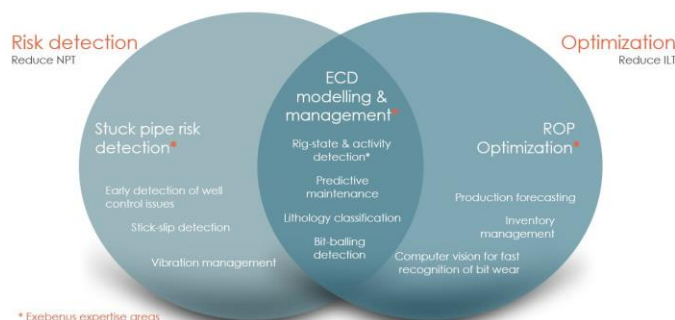 Risk detection
Reduce NPT
Optimization
Reduce ILT
ECD
modelling &
management*
Rig-state & activity
detection*
Predictive
maintenance
Lithology classification
Bit-balling
detection
Stuck pipe risk
detection*
Early detection of well
control issues
Stick-slip detection
Vibration management
ROP
Optimization*
Production forecasting
Inventory
management
Computer vision for fast
recognition of bit wear
* Exebenus expertise areas